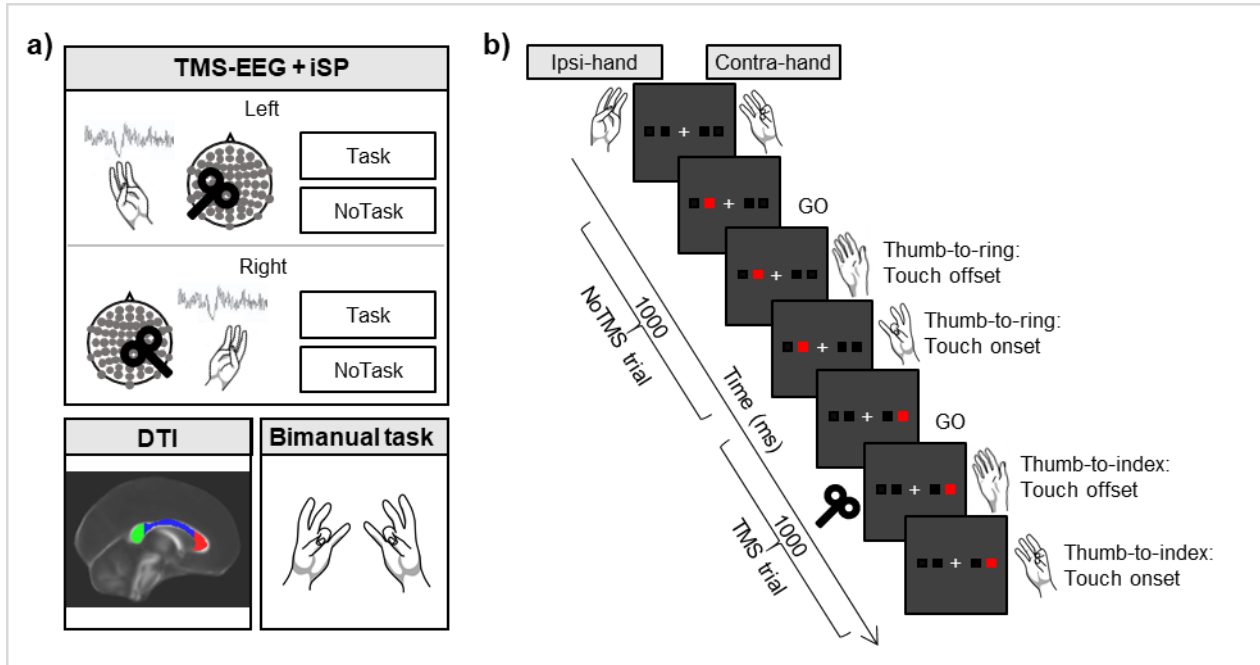 a)
TMS-EEG + iSP
Left
Task
NoTask
Right
Task
NoTask
DTI
Bimanual task
b)
Ipsi-hand
Contra-hand
GO
Thumb-to-ring:
Touch offset
Thumb-to-ring:
Touch onset
GO
Thumb-to-index:
Touch offset
Thumb-to-index:
Touch onset
1000
NoTMS trial
Time (ms)
1000
TMS trial